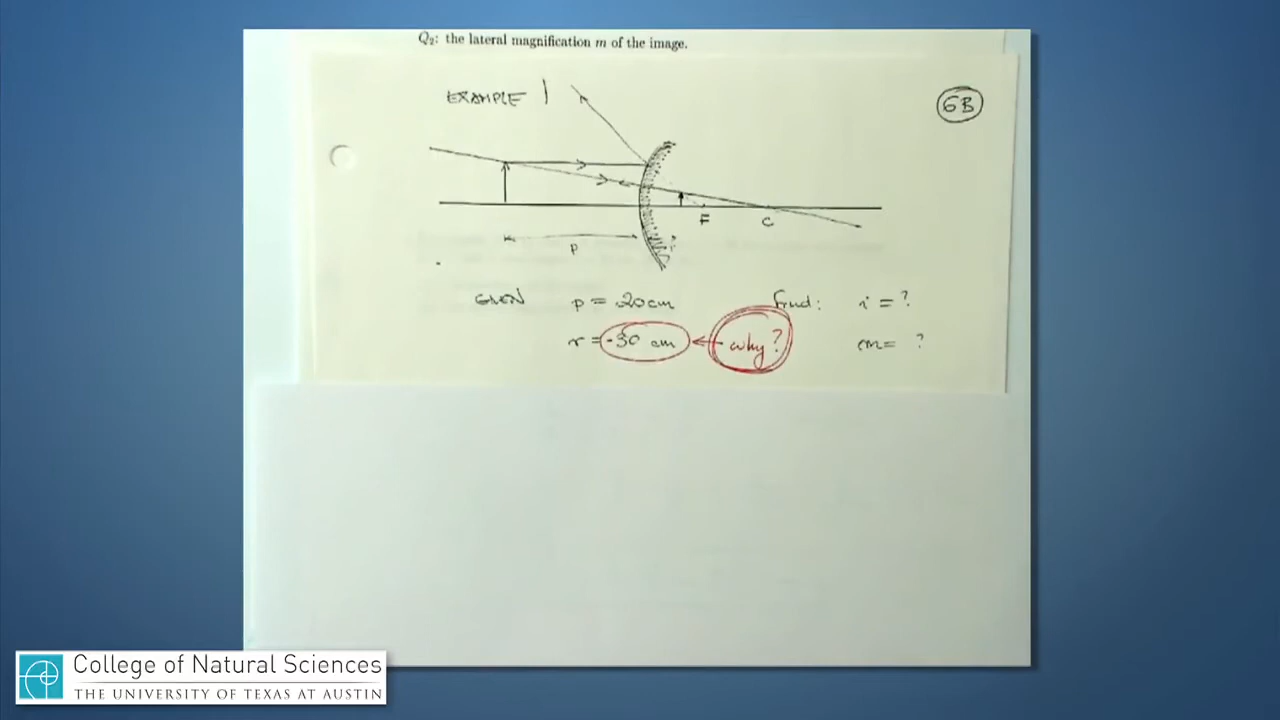 Q₂: the lateral magnification m of the image.
EXAMPLE 1
6B
F
C
p
i
GIVEN p = 20cm Find: i = ?
r = -30 cm ← why? m = ?
College of Natural Sciences
THE UNIVERSITY OF TEXAS AT AUSTIN